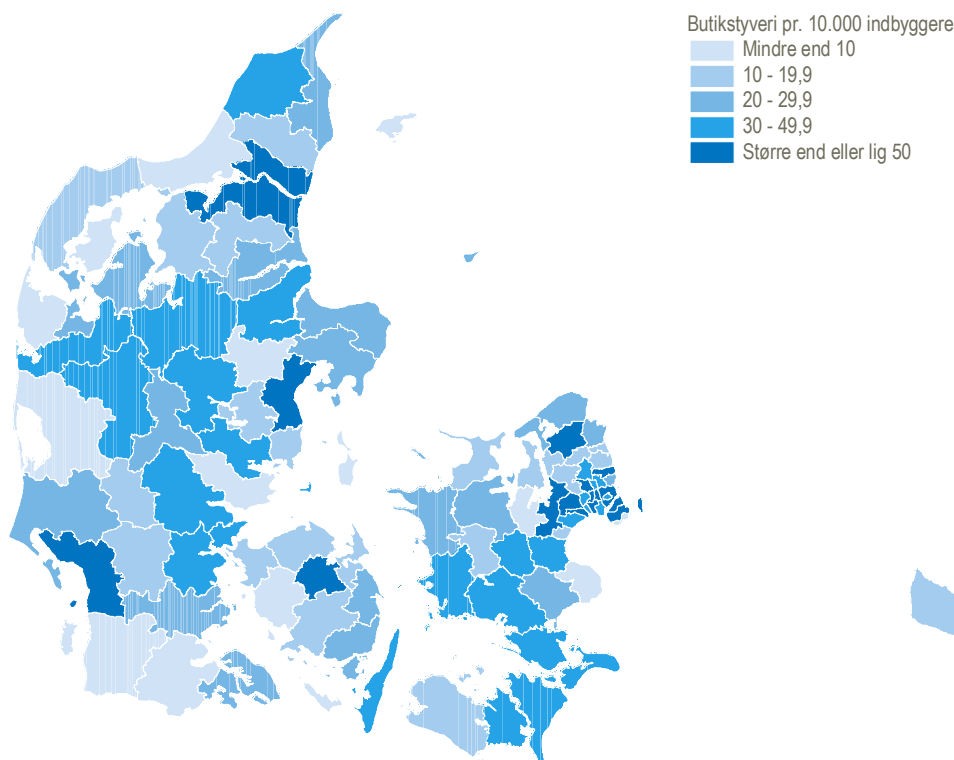 Butikstyveri pr. 10.000 indbyggere
Mindre end 10
10 - 19,9
20 - 29,9
30 - 49,9
Større end eller lig 50